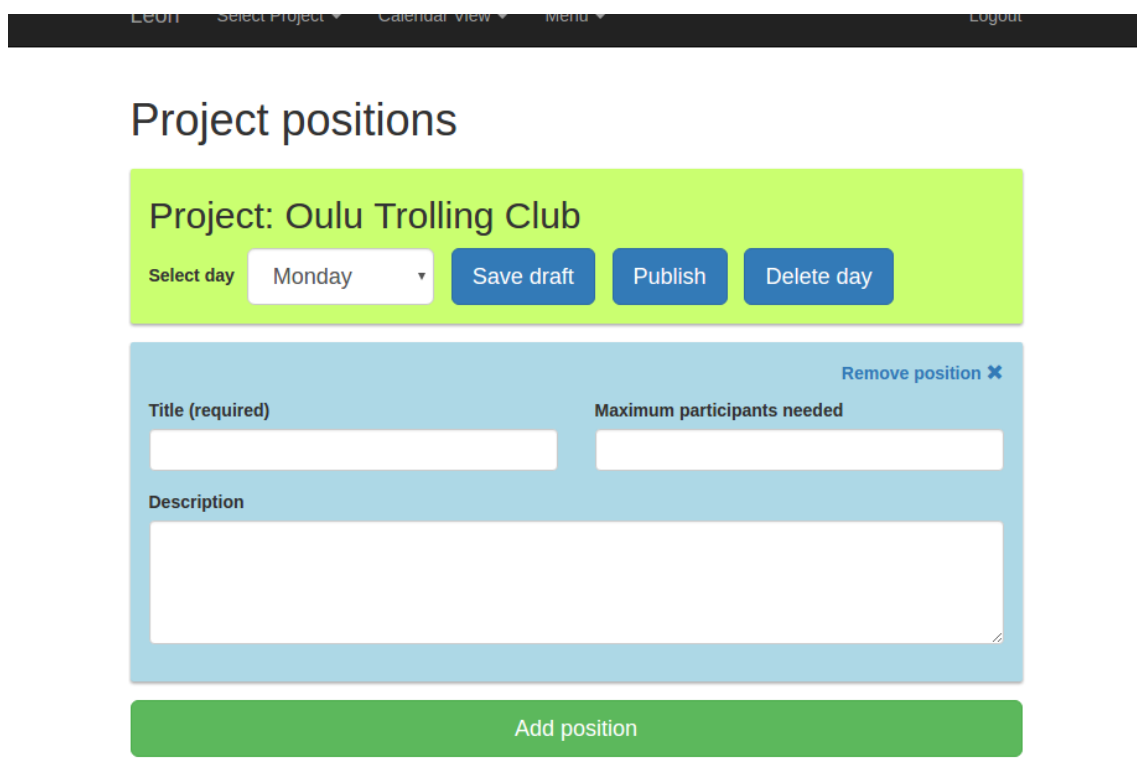 Leon Select Project Calendar View Menu Logout
Project positions
Project: Oulu Trolling Club
Select day Monday Save draft Publish Delete day
Remove position ✖
Title (required) Maximum participants needed
Description
Add position